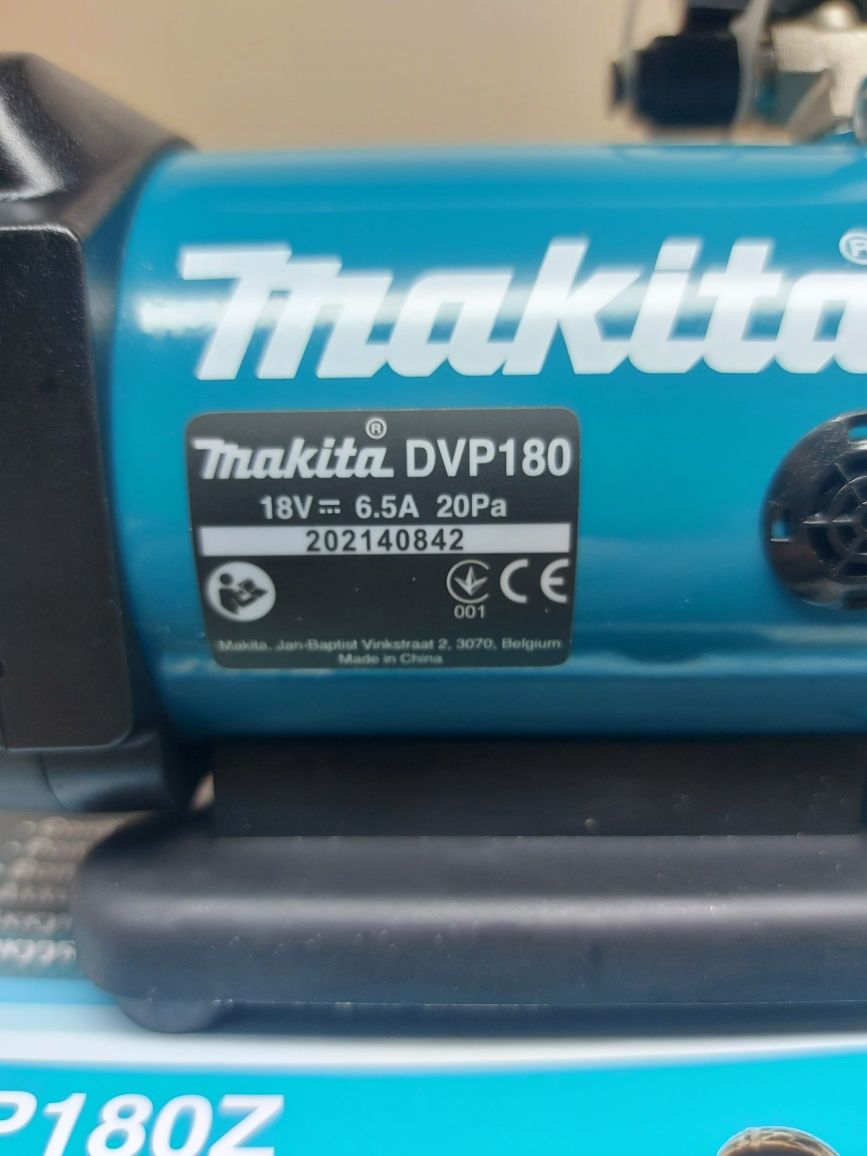 makita®
makita® DVP180
18V⎓ 6.5A 20Pa
202140842
001 CE
Makita. Jan-Baptist Vinkstraat 2, 3070, Belgium
Made in China
P180Z